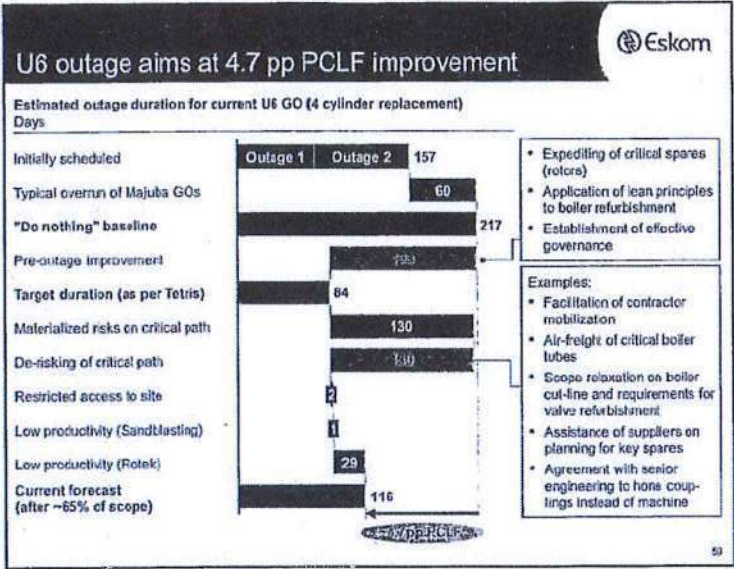 Eskom
U6 outage aims at 4.7 pp PCLF improvement
Estimated outage duration for current U6 GO (4 cylinder replacement)
Days
Initially scheduled
Outage 1
Outage 2
157
Typical overrun of Majuba GOs
60
"Do nothing" baseline
217
Pre-outage improvement
Target duration (as per Tetris)
84
Materialized risks on critical path
130
De-risking of critical path
130
Restricted access to site
2
Low productivity (Sandblasting)
1
Low productivity (Rotek)
29
Current forecast
(after ~65% of scope)
116
pp PCLF
• Expediting of critical spares
(rotors)
• Application of lean principles
to boiler refurbishment
• Establishment of effective
governance
Examples:
• Facilitation of contractor
mobilization
• Air-freight of critical boiler
tubes
• Scope relaxation on boiler
cut-line and requirements for
valve refurbishment
• Assistance of suppliers on
planning for key spares
• Agreement with senior
engineering to hone coup-
lings instead of machine